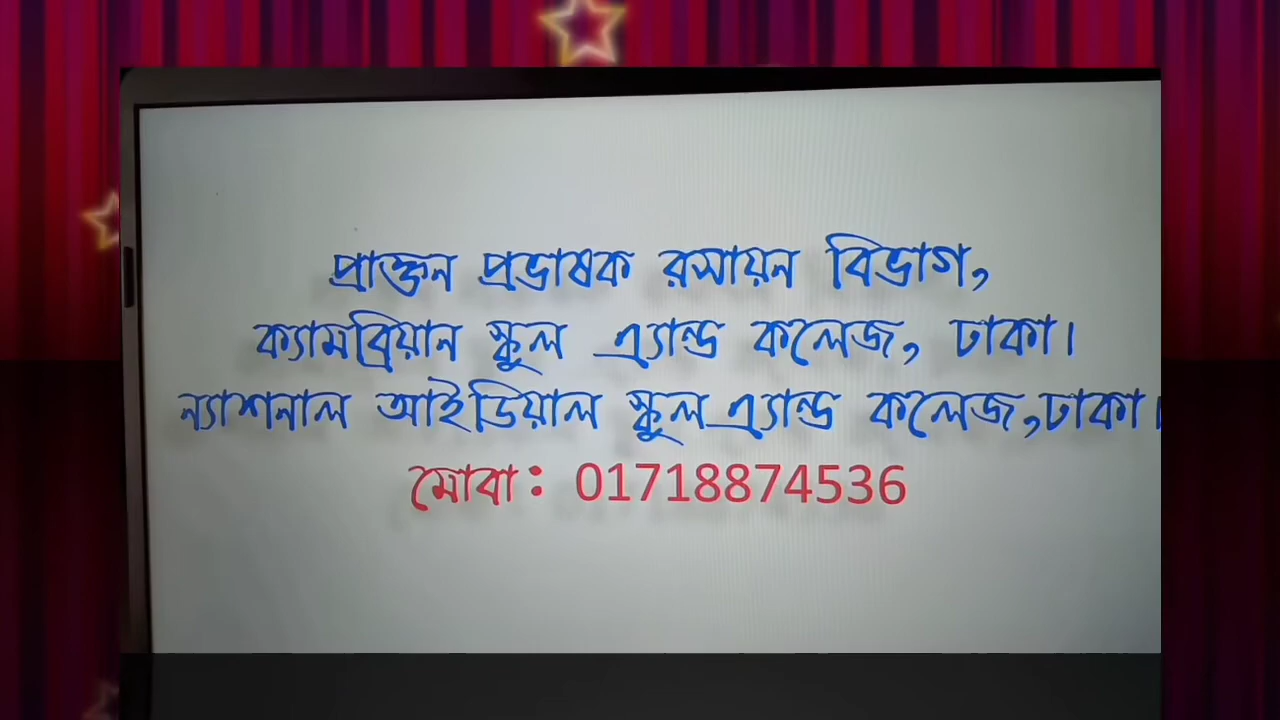 প্রাক্তন প্রভাষক রসায়ন বিভাগ,
ক্যামব্রিয়ান স্কুল এ্যান্ড কলেজ, ঢাকা।
ন্যাশনাল আইডিয়াল স্কুল এ্যান্ড কলেজ,ঢাকা।
মোবা: 01718874536